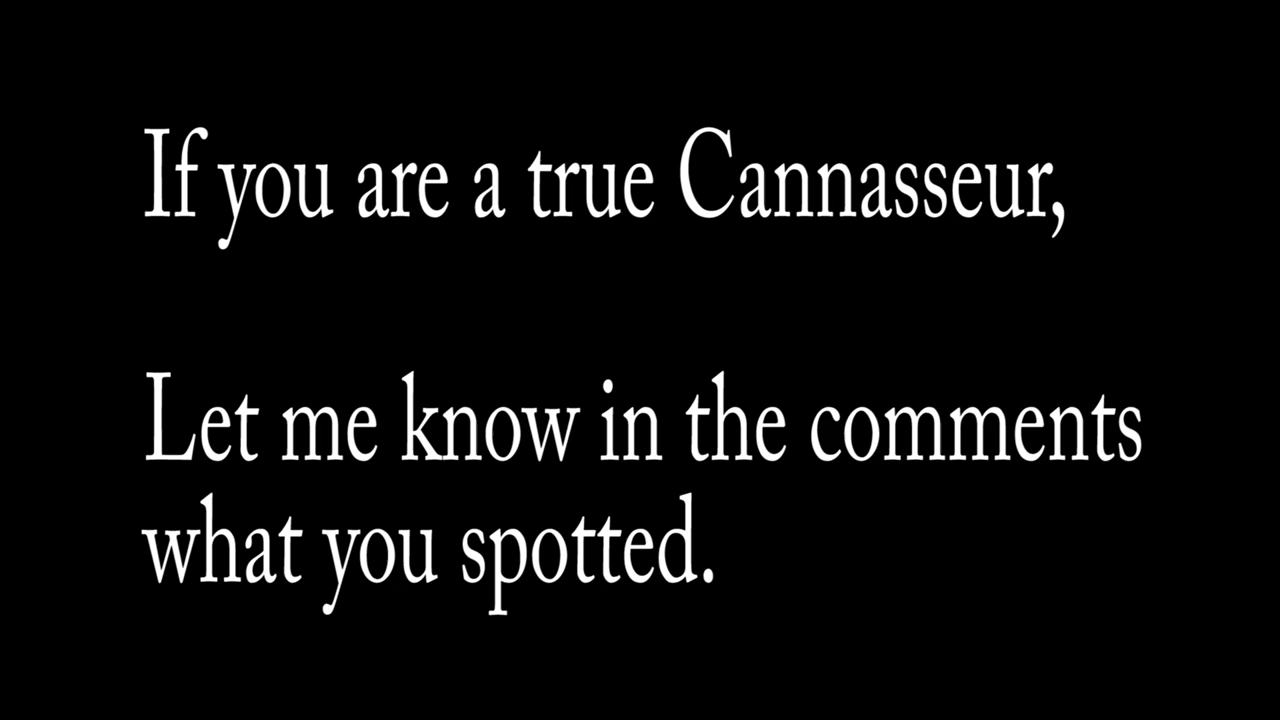 If you are a true Cannasseur,
Let me know in the comments
what you spotted.